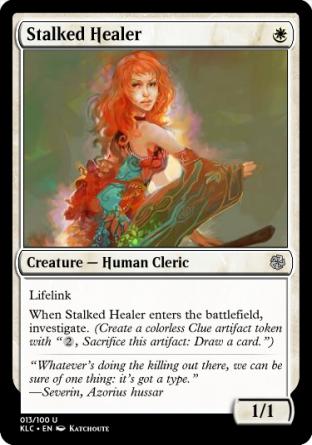 Stalked Healer
Creature — Human Cleric
Lifelink
When Stalked Healer enters the battlefield,
investigate. (Create a colorless Clue artifact token
with “2, Sacrifice this artifact: Draw a card.”)
“Whatever’s doing the killing out there, we can be
sure of one thing: it’s got a type.”
—Severin, Azorius hussar
1/1
013/100 U
KLC • EN KATCHOUTE